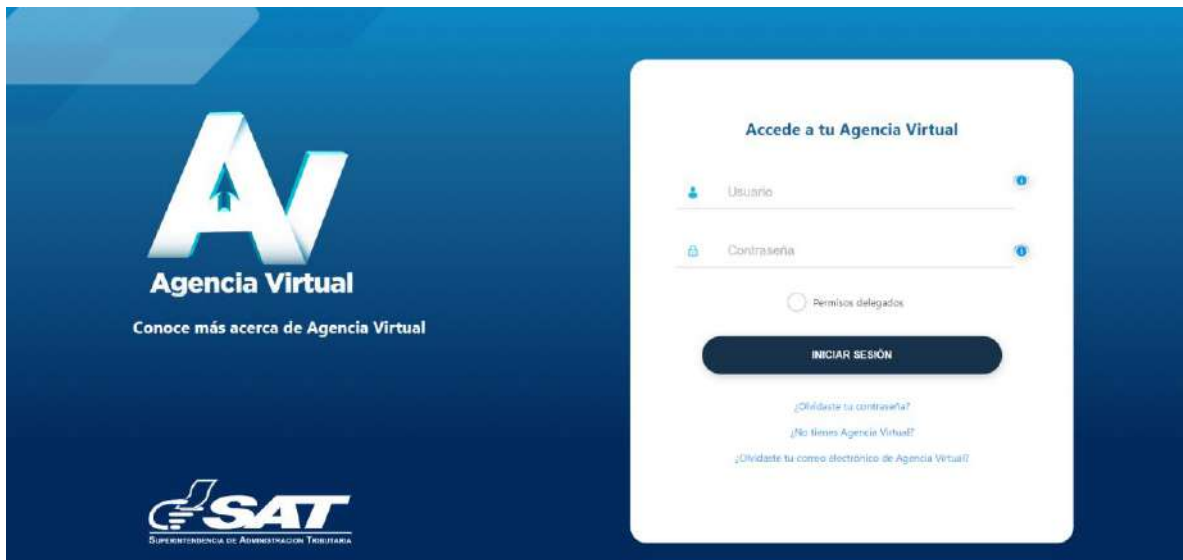 AV
Agencia Virtual
Conoce más acerca de Agencia Virtual
SAT
SUPERINTENDENCIA DE ADMINISTRACIÓN TRIBUTARIA
Accede a tu Agencia Virtual
Usuario
Contraseña
Permisos delegados
INICIAR SESIÓN
¿Olvidaste tu contraseña?
¿No tienes Agencia Virtual?
¿Olvidaste tu correo electrónico de Agencia Virtual?